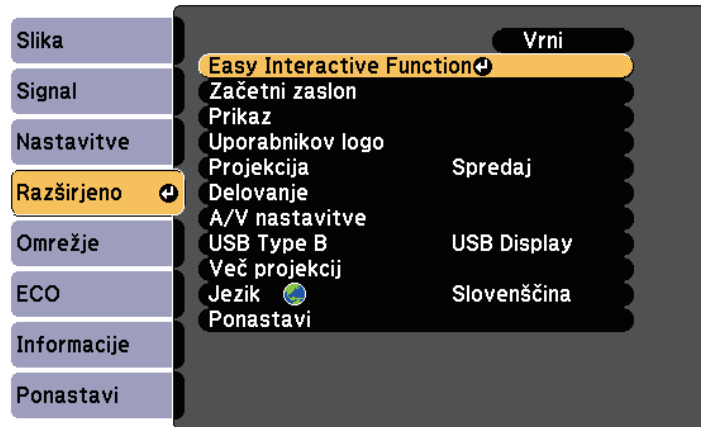 Slika
Signal
Nastavitve
Razširjeno
Omrežje
ECO
Informacije
Ponastavi
Vrni
Easy Interactive Function
Začetni zaslon
Prikaz
Uporabnikov logo
Projekcija Spredaj
Delovanje
A/V nastavitve
USB Type B USB Display
Več projekcij
Jezik Slovenščina
Ponastavi